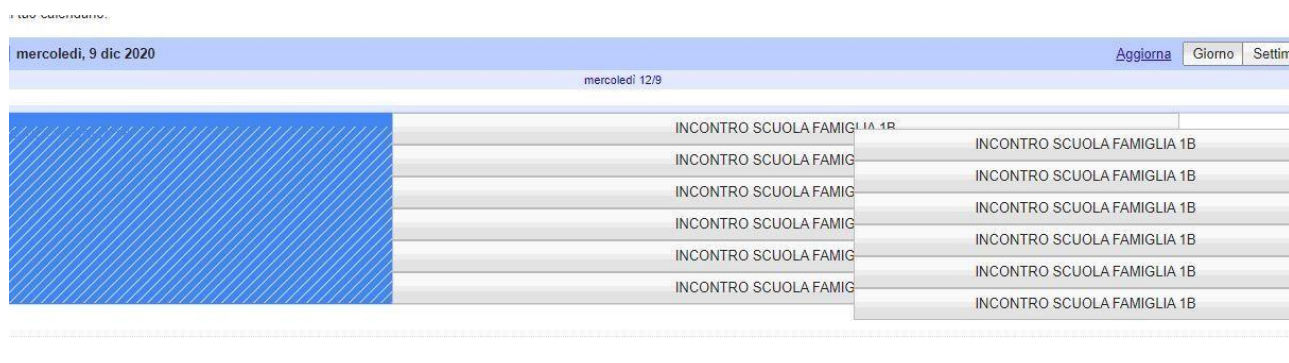 mercoledì, 9 dic 2020 Aggiorna Giorno Settim
mercoledì 12/9
INCONTRO SCUOLA FAMIGLIA 1B
INCONTRO SCUOLA FAMIGLIA 1B
INCONTRO SCUOLA FAMIG
INCONTRO SCUOLA FAMIGLIA 1B
INCONTRO SCUOLA FAMIG
INCONTRO SCUOLA FAMIGLIA 1B
INCONTRO SCUOLA FAMIG
INCONTRO SCUOLA FAMIGLIA 1B
INCONTRO SCUOLA FAMIG
INCONTRO SCUOLA FAMIGLIA 1B
INCONTRO SCUOLA FAMIG
INCONTRO SCUOLA FAMIGLIA 1B